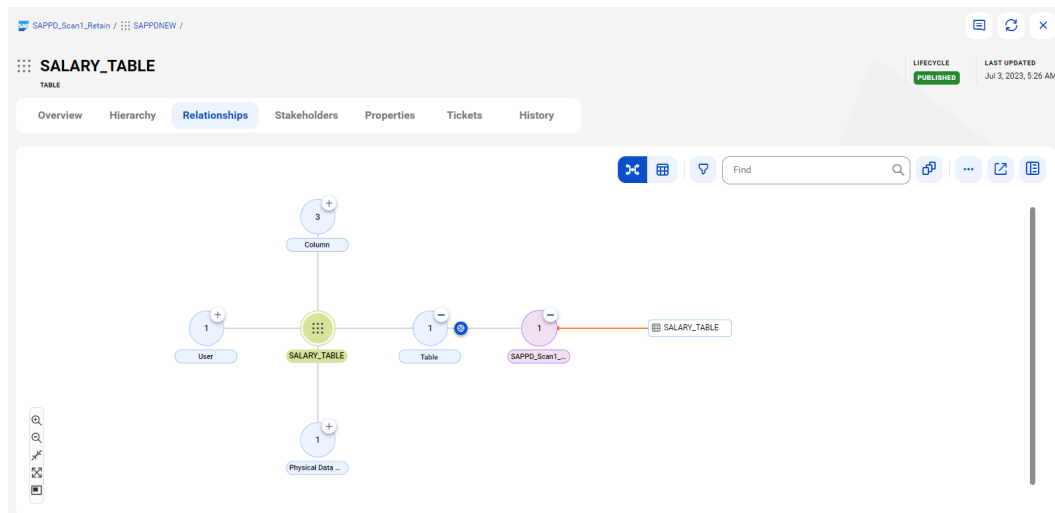 SAP SAPPD_Scan1_Retain / SAPPDNEW /
SALARY_TABLE
TABLE
LIFECYCLE
PUBLISHED
LAST UPDATED
Jul 3, 2023, 5:26 AM
Overview Hierarchy Relationships Stakeholders Properties Tickets History
Find
3
Column
1
User
SALARY_TABLE
1
Table
1
SAPPD_Scan1_...
SALARY_TABLE
1
Physical Data ...